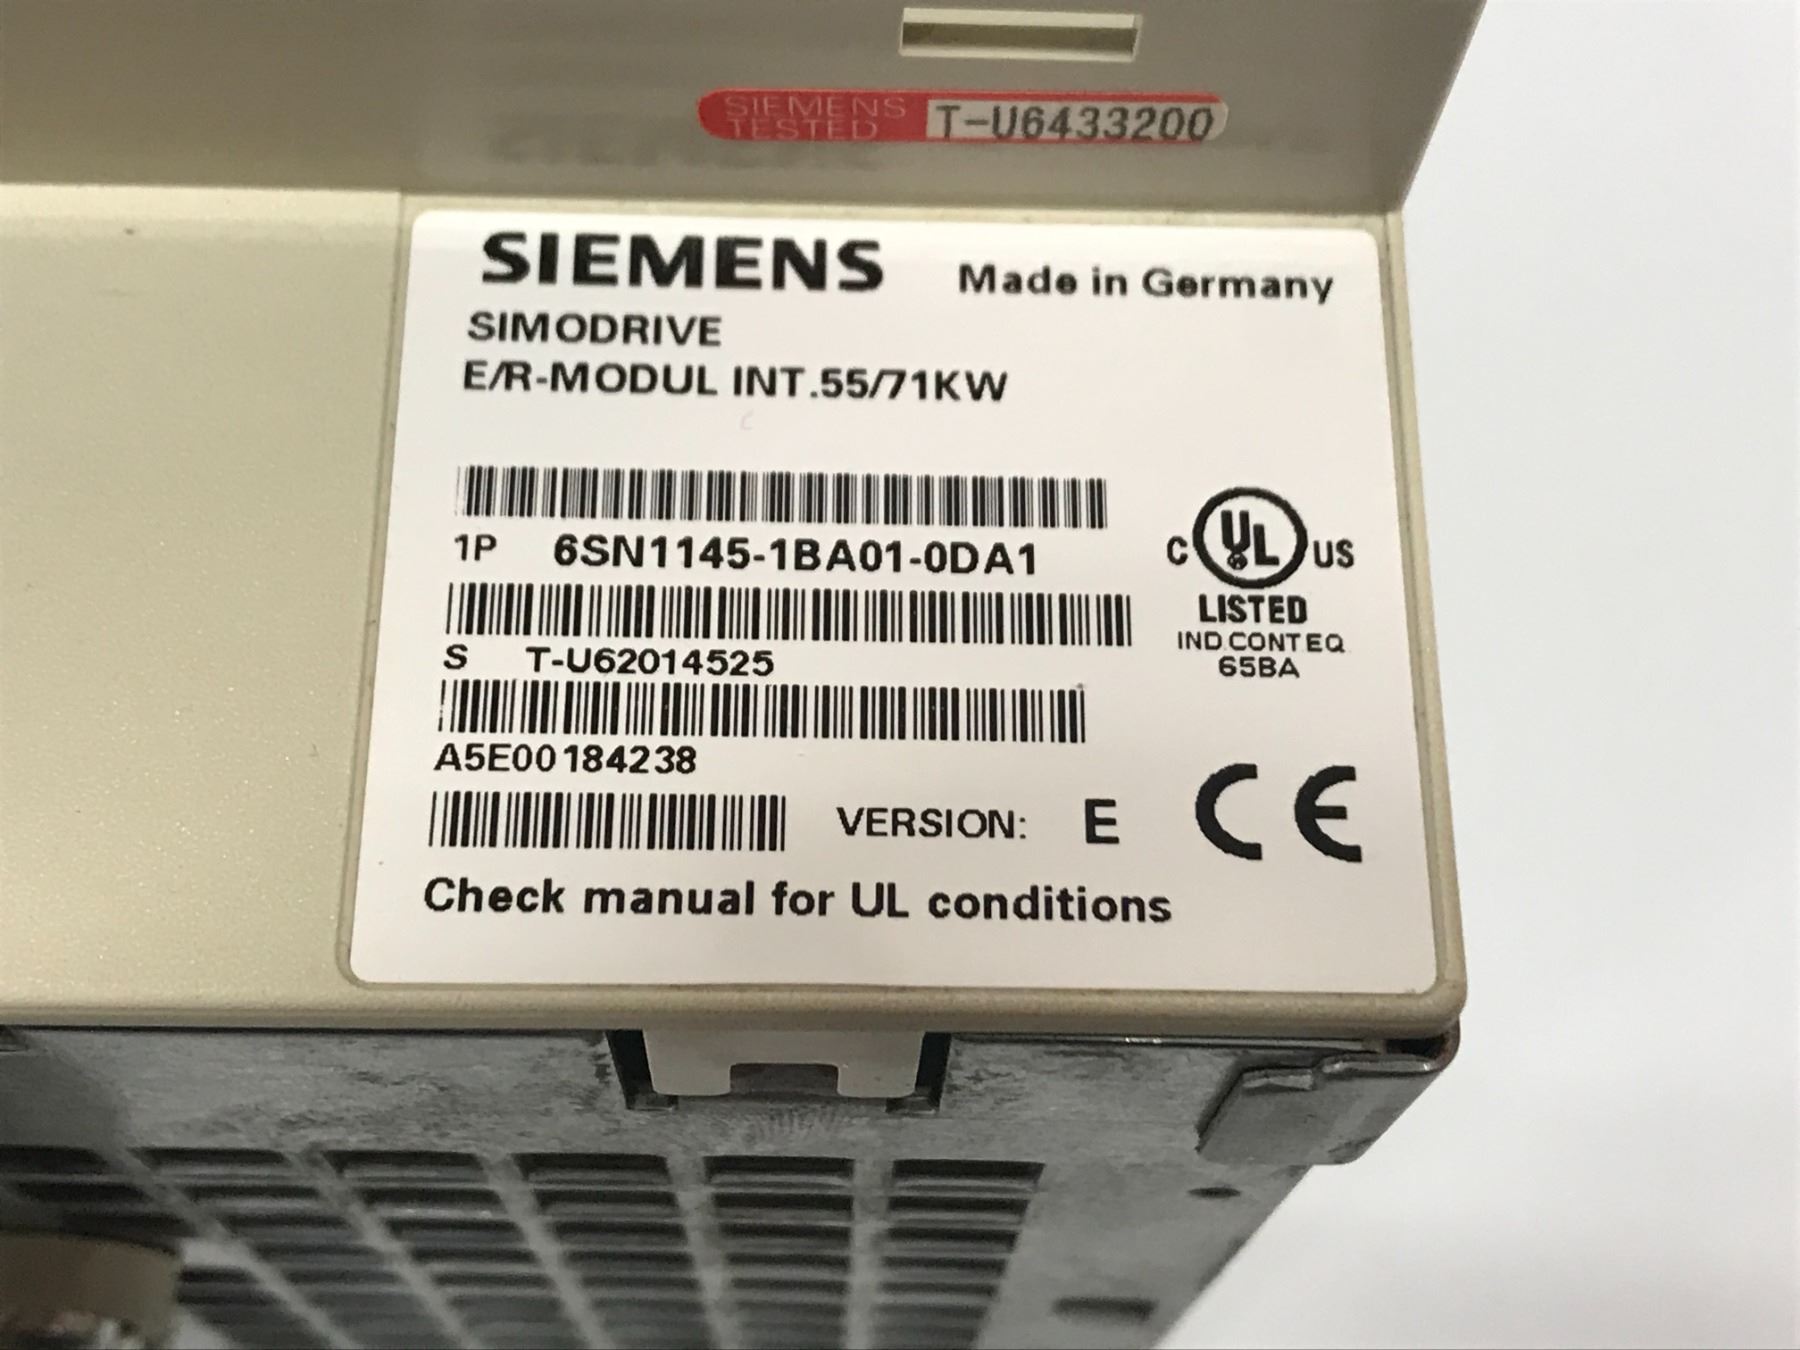 SIEMENS
TESTED
T-U6433200
SIEMENS Made in Germany
SIMODRIVE
E/R-MODUL INT.55/71KW
1P 6SN1145-1BA01-0DA1
C UL US
LISTED
IND.CONT.EQ
65BA
S T-U62014525
A5E00184238
VERSION: E
CE
Check manual for UL conditions